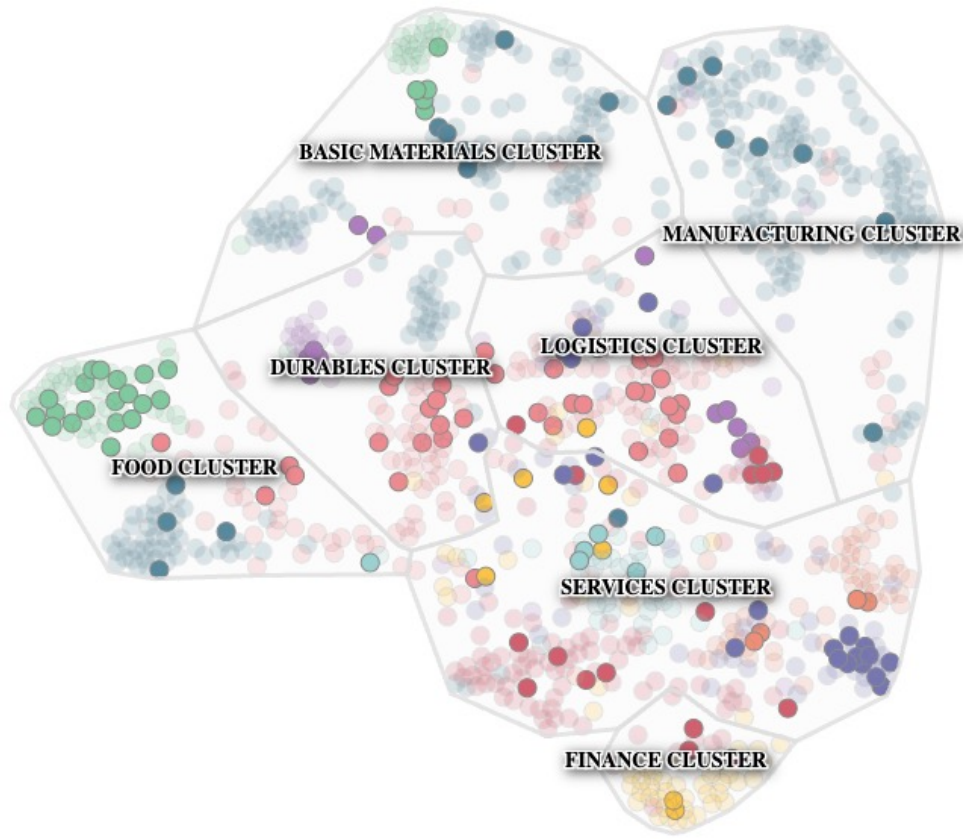 BASIC MATERIALS CLUSTER
MANUFACTURING CLUSTER
LOGISTICS CLUSTER
DURABLES CLUSTER
FOOD CLUSTER
SERVICES CLUSTER
FINANCE CLUSTER